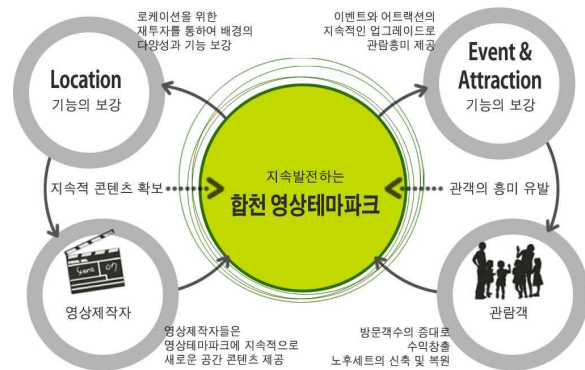 로케이션을 위한
재투자를 통하여 배경의
다양성과 기능 보강
이벤트와 어트랙션의
지속적인 업그레이드로
관람흥미 제공
Location
기능의 보강
Event &
Attraction
기능의 보강
지속적 콘텐츠 확보
지속발전하는
합천 영상테마파크
관객의 흥미 유발
Scene 07
영상제작자
관람객
영상제작자들은
영상테마파크에 지속적으로
새로운 공간 콘텐츠 제공
방문객수의 증대로
수익창출
노후세트의 신축 및 복원